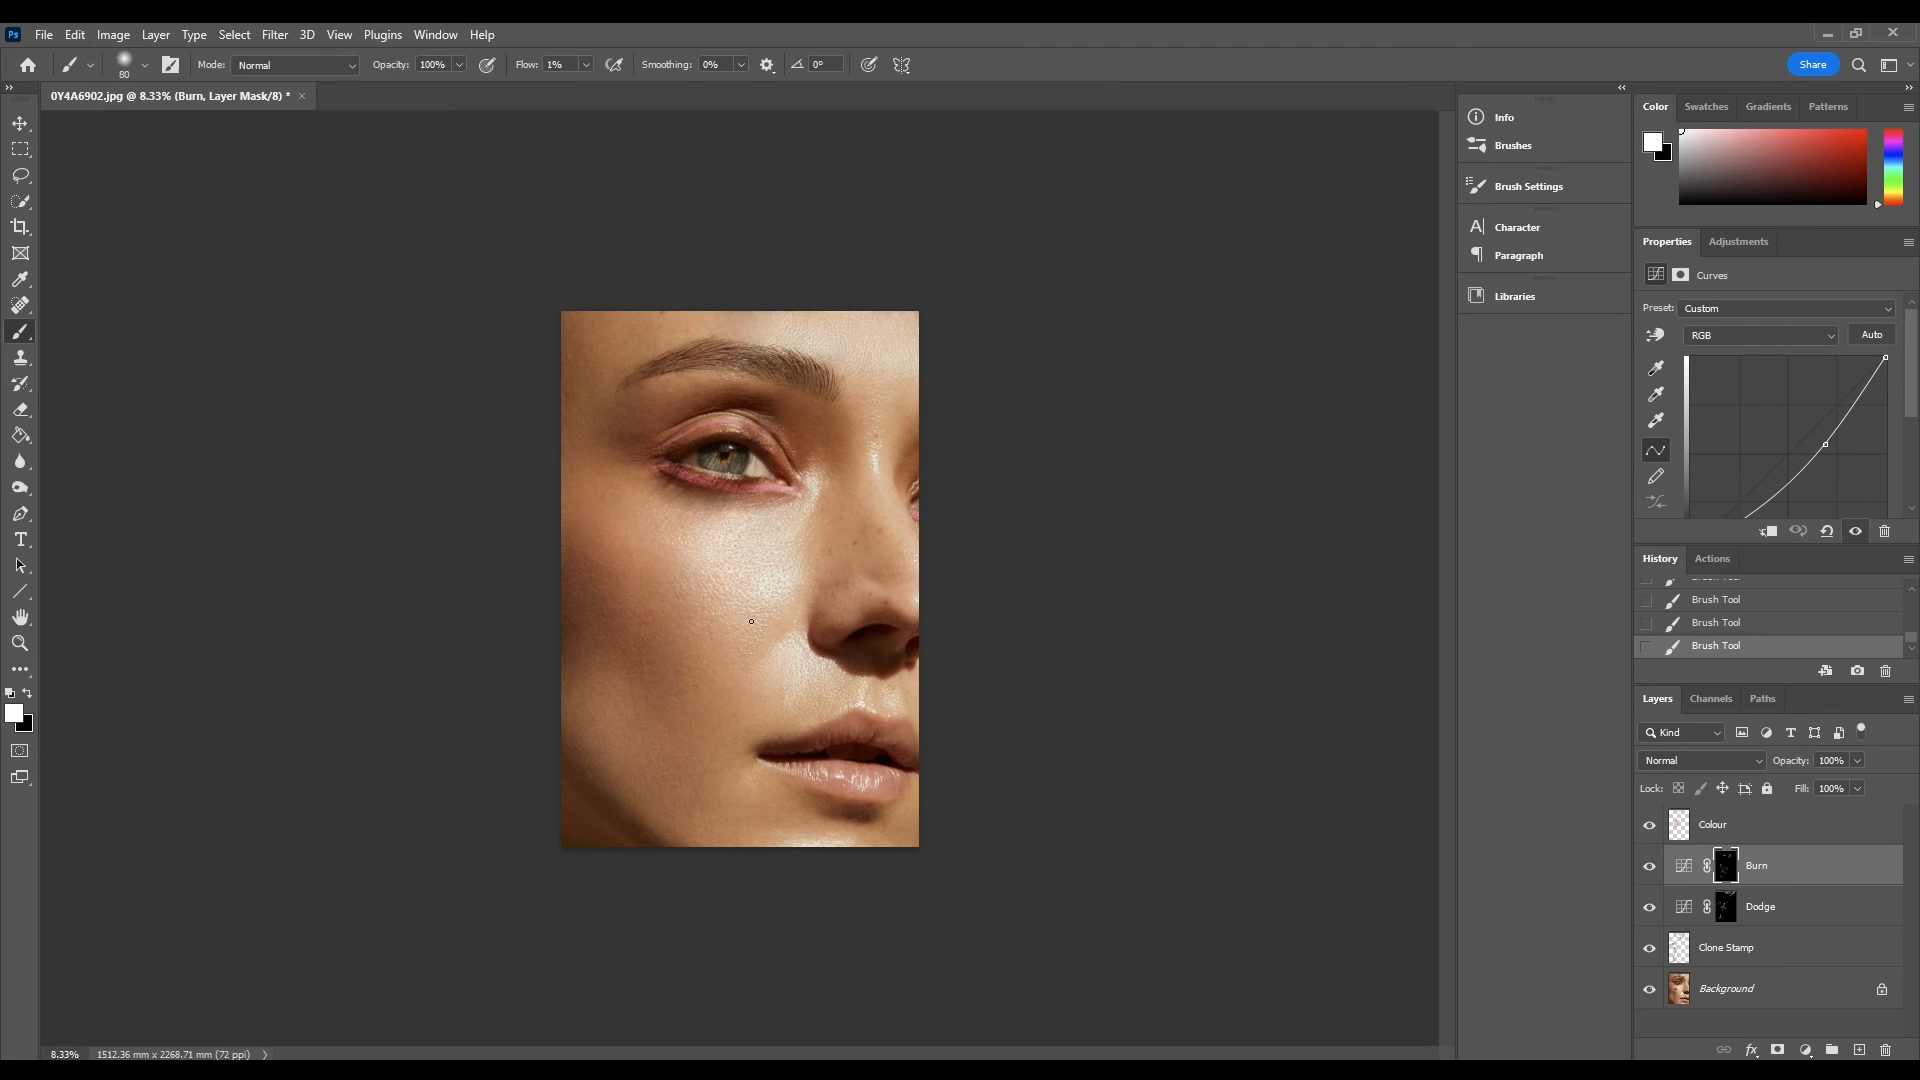 Ps File Edit Image Layer Type Select Filter 3D View Plugins Window Help
80 Mode: Normal Opacity: 100% Flow: 1% Smoothing: 0% 0° Share
0Y4A6902.jpg @ 8.33% (Burn, Layer Mask/8) *
Info
Brushes
Brush Settings
Character
Paragraph
Libraries
Color Swatches Gradients Patterns
Properties Adjustments
Curves
Preset: Custom
RGB Auto
History Actions
Brush Tool
Brush Tool
Brush Tool
Brush Tool
Layers Channels Paths
Kind
Normal Opacity: 100%
Lock: Fill: 100%
Colour
Burn
Dodge
Clone Stamp
Background
8.33% 1512.36 mm x 2268.71 mm (72 ppi)